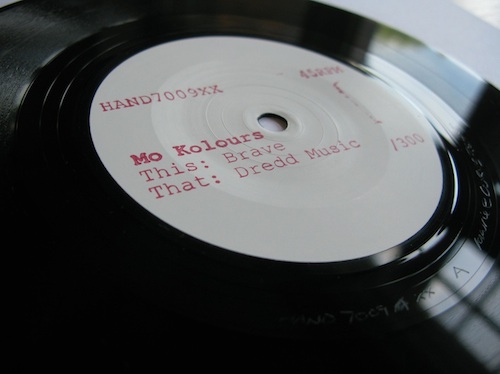 HAND7009XX
45RPM
Mo Kolours
This: Brave
That: Dredd Music
/300
A